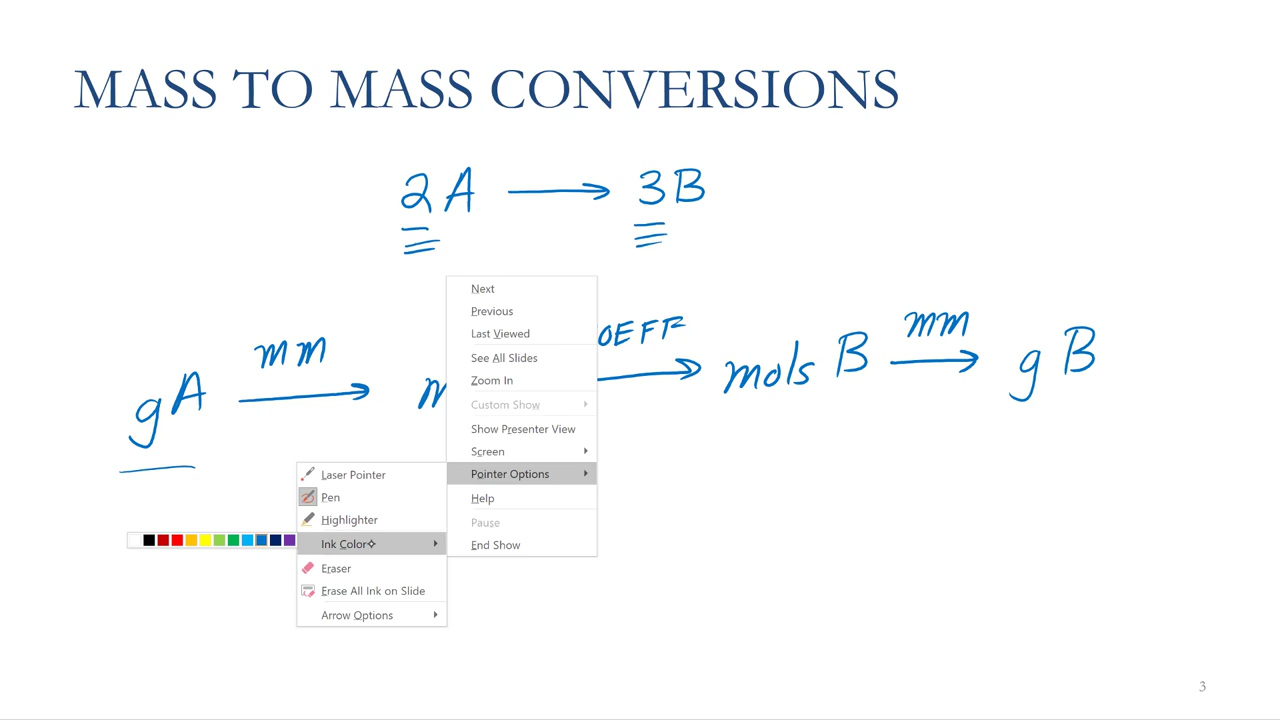 MASS TO MASS CONVERSIONS
2A → 3B
gA mm → OEFF → mols B mm → g B
Next
Previous
Last Viewed
See All Slides
Zoom In
Custom Show
Show Presenter View
Screen
Pointer Options
Help
Pause
End Show
Laser Pointer
Pen
Highlighter
Ink Color
Eraser
Erase All Ink on Slide
Arrow Options
3